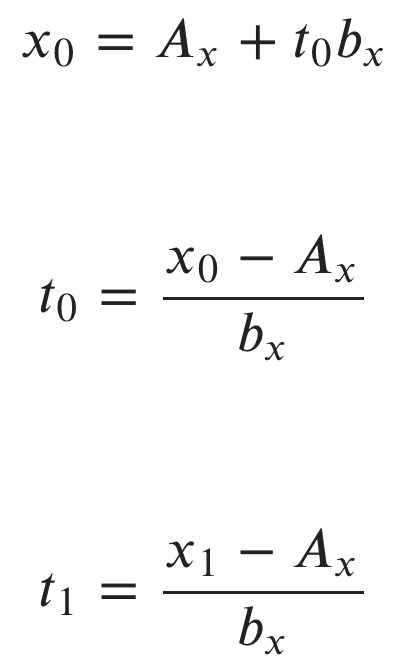 x₀ = Aₓ + t₀bₓ
t₀ = (x₀ − Aₓ) / bₓ
t₁ = (x₁ − Aₓ) / bₓ